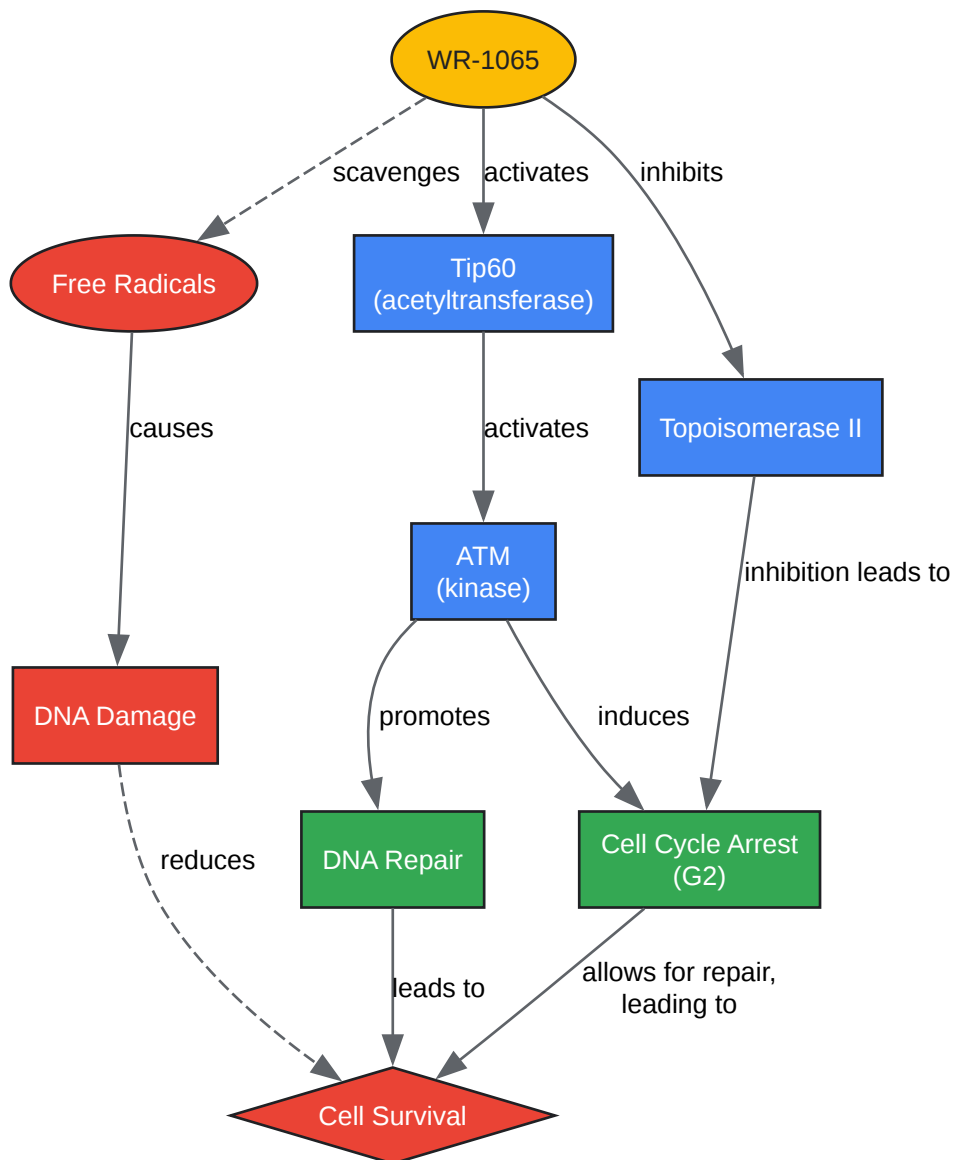 WR-1065
scavenges
activates
inhibits
Free Radicals
Tip60
(acetyltransferase)
causes
activates
Topoisomerase II
ATM
(kinase)
inhibition leads to
DNA Damage
promotes
induces
reduces
DNA Repair
Cell Cycle Arrest
(G2)
leads to
allows for repair,
leading to
Cell Survival